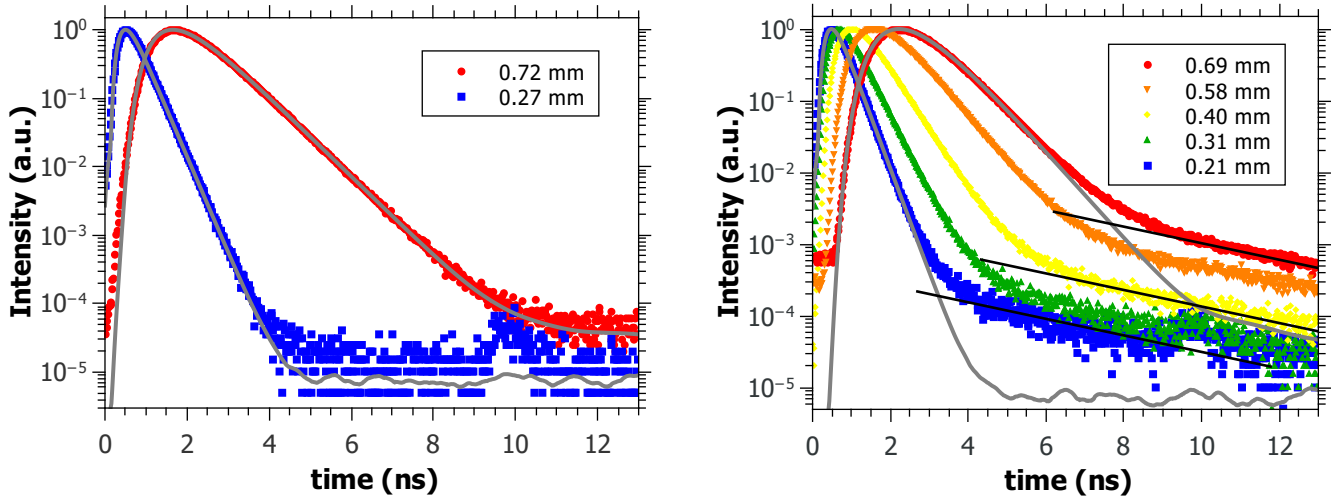 10^0
10^-1
10^-2
10^-3
10^-4
10^-5
Intensity (a.u.)
0.72 mm
0.27 mm
0 2 4 6 8 10 12
time (ns)
10^0
10^-1
10^-2
10^-3
10^-4
10^-5
Intensity (a.u.)
0.69 mm
0.58 mm
0.40 mm
0.31 mm
0.21 mm
0 2 4 6 8 10 12
time (ns)